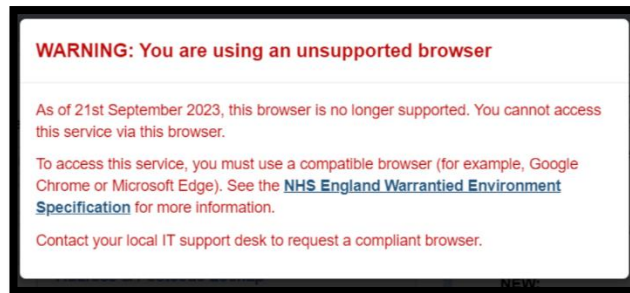 WARNING: You are using an unsupported browser
As of 21st September 2023, this browser is no longer supported. You cannot access
this service via this browser.
To access this service, you must use a compatible browser (for example, Google
Chrome or Microsoft Edge). See the NHS England Warrantied Environment
Specification for more information.
Contact your local IT support desk to request a compliant browser.
NEW: